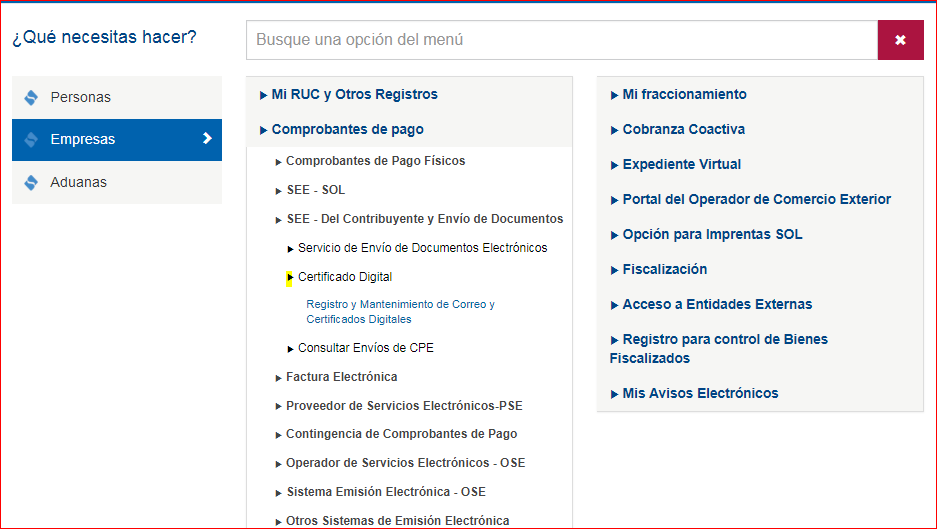 ¿Qué necesitas hacer?
Busque una opción del menú
Personas
Empresas
Aduanas
Mi RUC y Otros Registros
Comprobantes de pago
Comprobantes de Pago Físicos
SEE - SOL
SEE - Del Contribuyente y Envío de Documentos
Servicio de Envío de Documentos Electrónicos
Certificado Digital
Registro y Mantenimiento de Correo y
Certificados Digitales
Consultar Envíos de CPE
Factura Electrónica
Proveedor de Servicios Electrónicos-PSE
Contingencia de Comprobantes de Pago
Operador de Servicios Electrónicos - OSE
Sistema Emisión Electrónica - OSE
Otros Sistemas de Emisión Electrónica
Mi fraccionamiento
Cobranza Coactiva
Expediente Virtual
Portal del Operador de Comercio Exterior
Opción para Imprentas SOL
Fiscalización
Acceso a Entidades Externas
Registro para control de Bienes
Fiscalizados
Mis Avisos Electrónicos